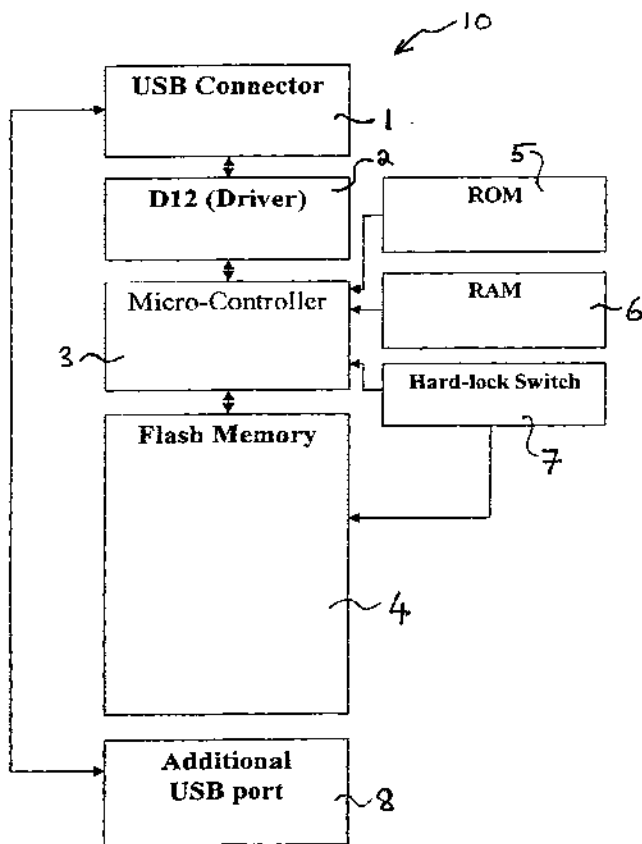 10
USB Connector
1
D12 (Driver)
2
ROM
5
Micro-Controller
3
RAM
6
Hard-lock Switch
7
Flash Memory
4
Additional
USB port
8